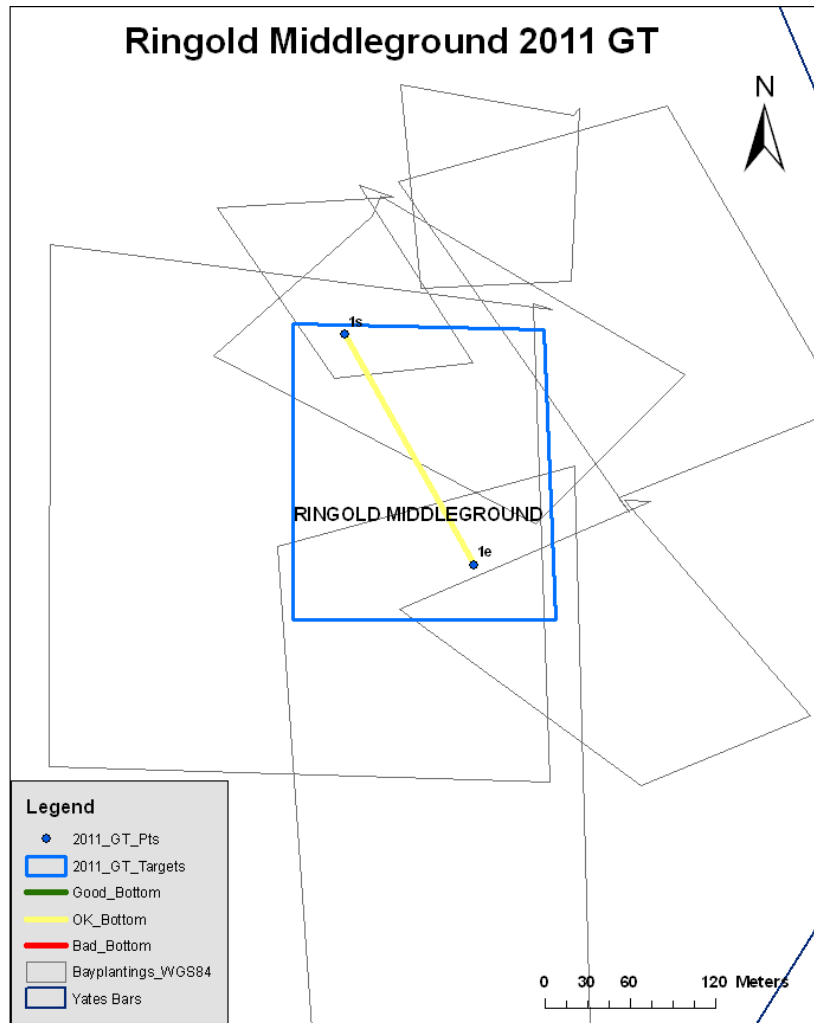 Ringold Middleground 2011 GT
N
1s
RINGOLD MIDDLEGROUND
1e
Legend
2011_GT_Pts
2011_GT_Targets
Good_Bottom
OK_Bottom
Bad_Bottom
Bayplantings_WGS84
Yates Bars
0 30 60 120 Meters